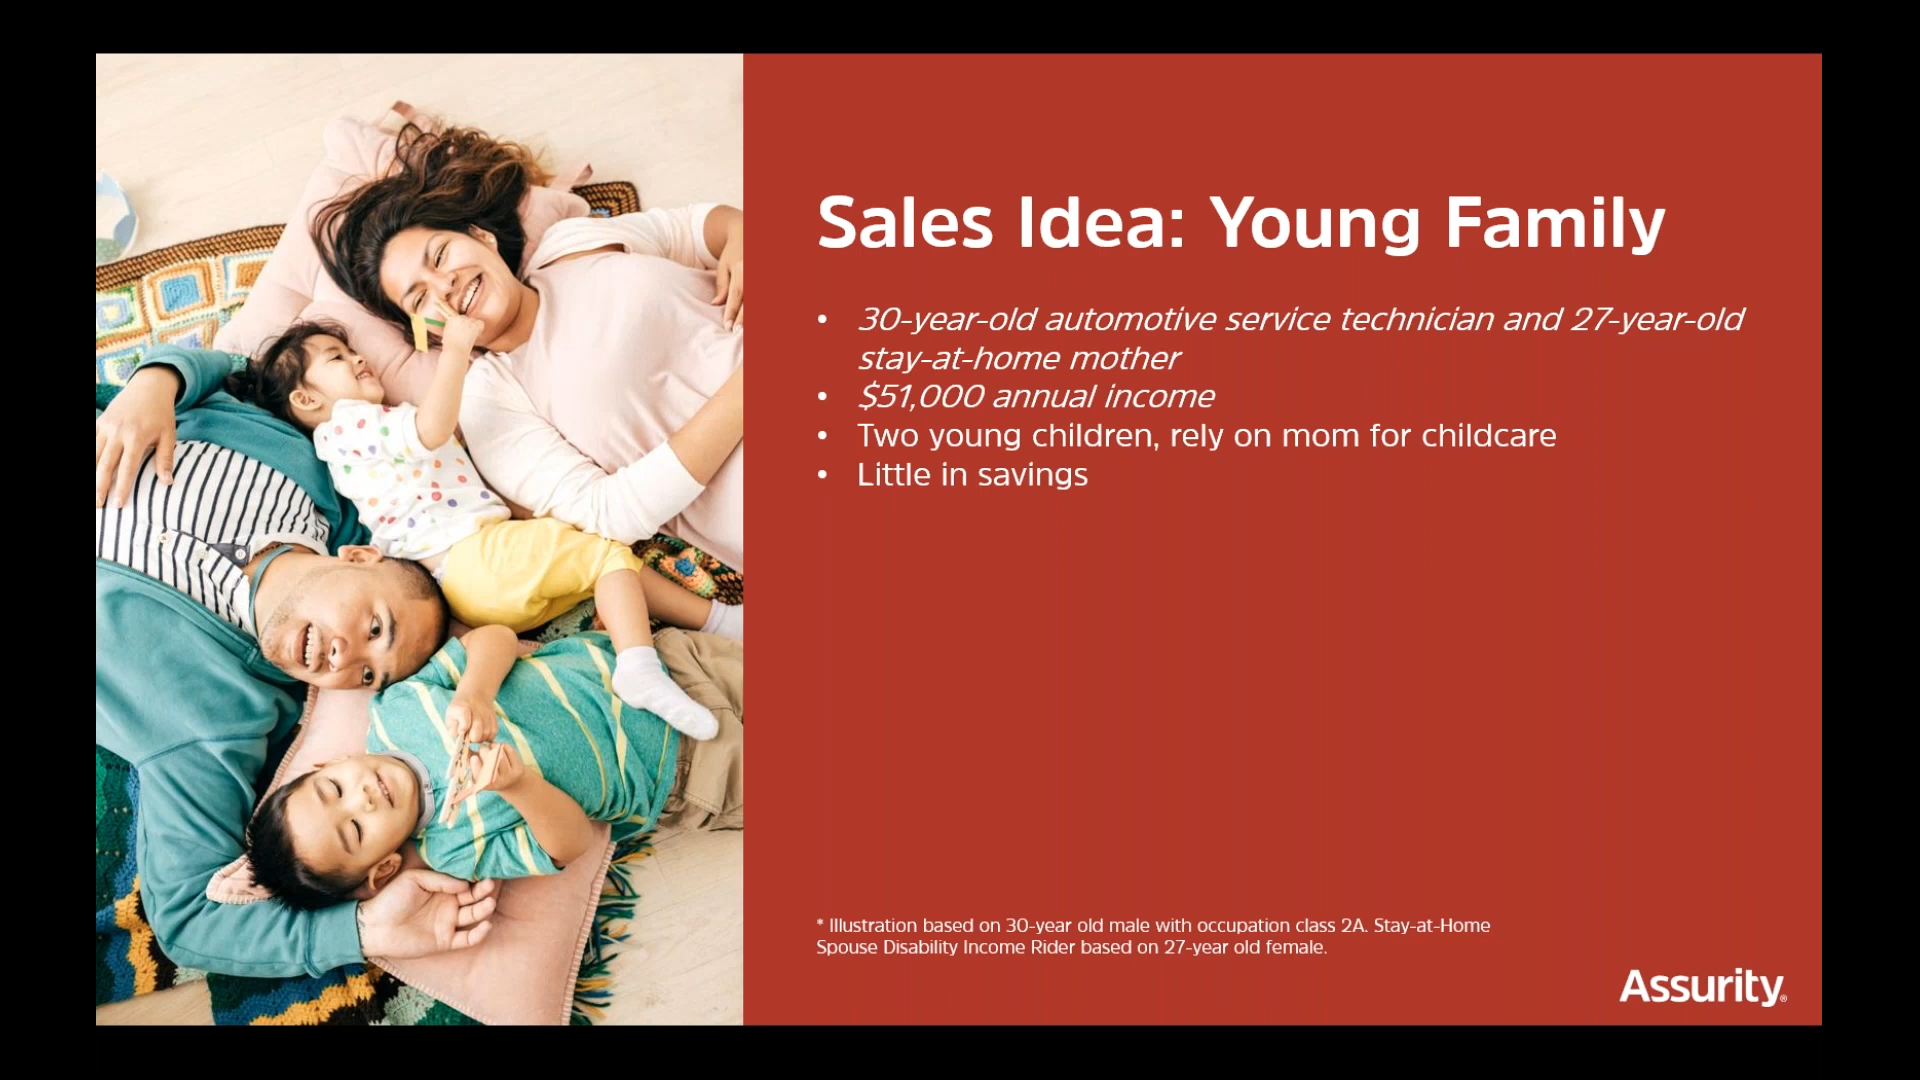 Sales Idea: Young Family
• 30-year-old automotive service technician and 27-year-old
stay-at-home mother
• $51,000 annual income
• Two young children, rely on mom for childcare
• Little in savings
* Illustration based on 30-year old male with occupation class 2A. Stay-at-Home
Spouse Disability Income Rider based on 27-year old female.
Assurity®